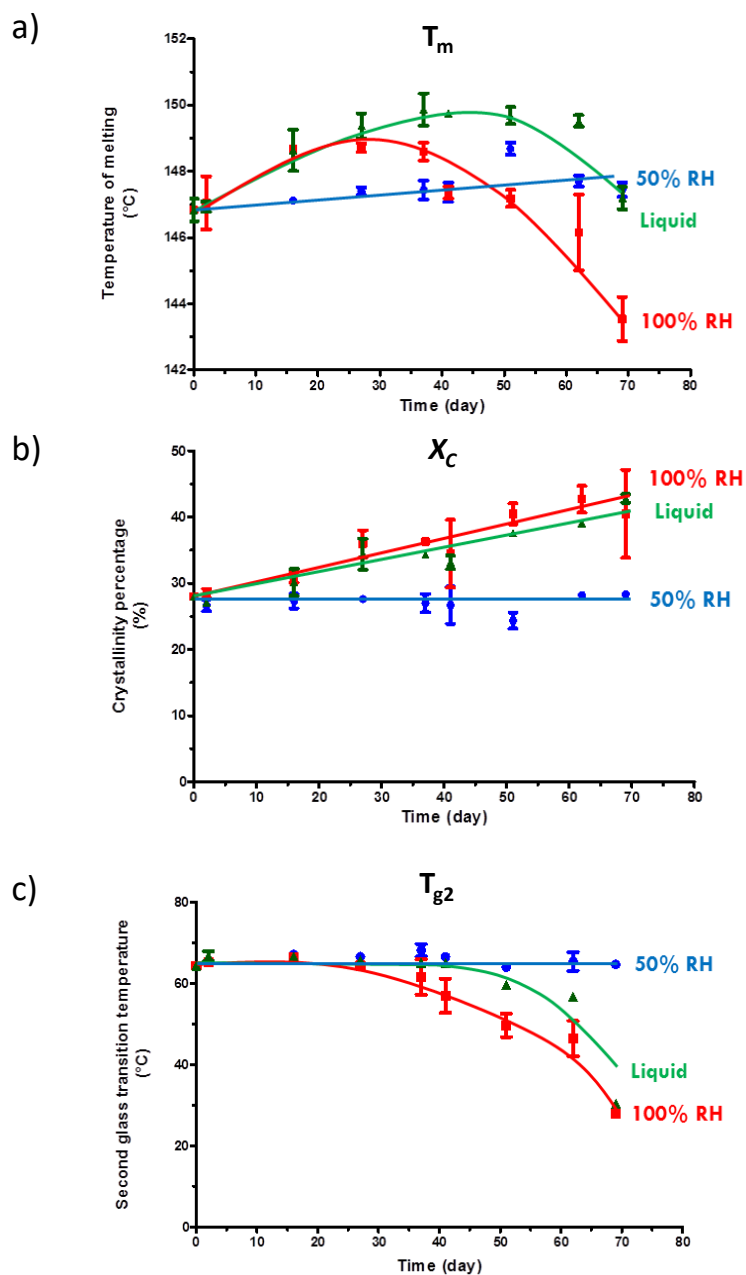 a)
Tm
152
150
148
146
144
142
Temperature of melting
(°C)
50% RH
Liquid
100% RH
0 10 20 30 40 50 60 70 80
Time (day)
b)
XC
50
40
30
20
10
0
Crystallinity percentage
(%)
100% RH
Liquid
50% RH
0 10 20 30 40 50 60 70 80
Time (day)
c)
Tg2
80
60
40
20
0
Second glass transition temperature
(°C)
50% RH
Liquid
100% RH
0 10 20 30 40 50 60 70 80
Time (day)